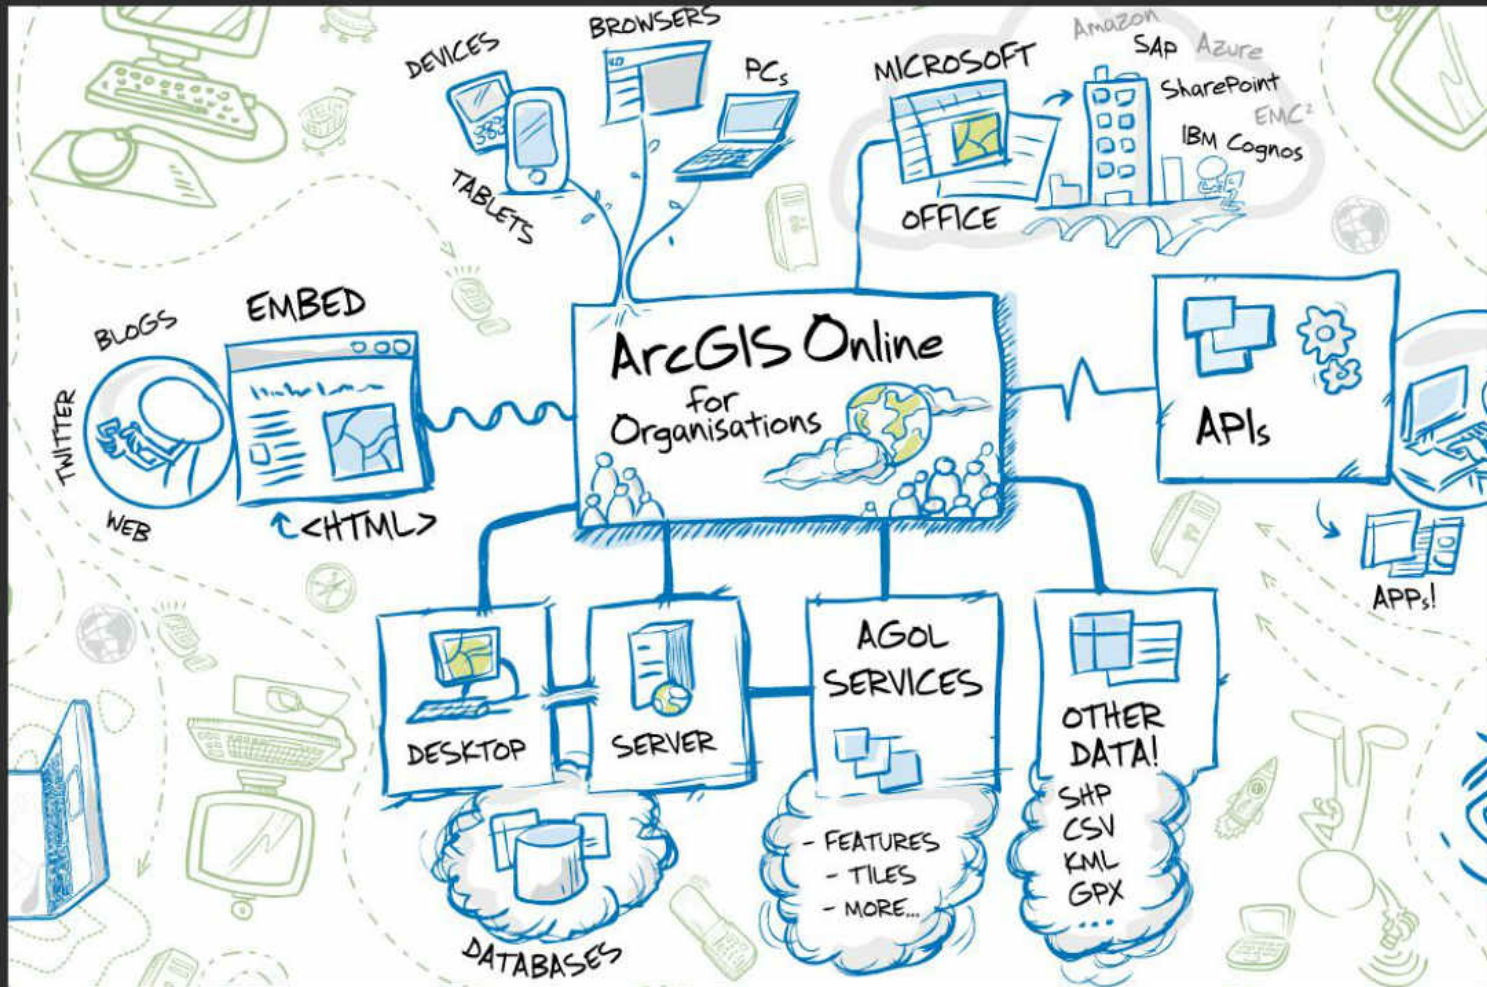 DEVICES
TABLETS
BROWSERS
PCs
MICROSOFT
OFFICE
Amazon
SAP Azure
SharePoint
EMC²
IBM Cognos
BLOGS
TWITTER
WEB
EMBED
<HTML>
ArcGIS Online
for
Organisations
APIs
APPs!
DESKTOP
SERVER
DATABASES
AGOL
SERVICES
- FEATURES
- TILES
- MORE...
OTHER
DATA!
SHP
CSV
KML
GPX
...